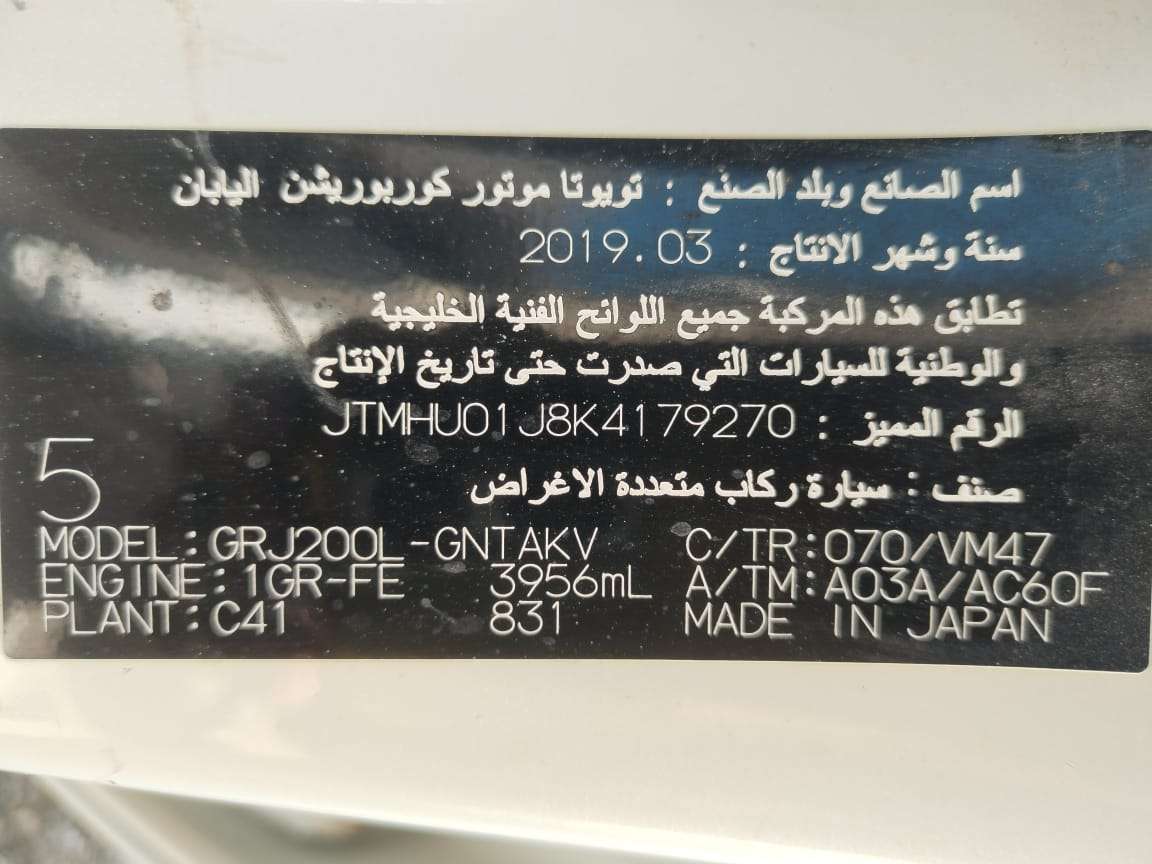 اسم الصانع وبلد الصنع : تويوتا موتور كوربوريشن اليابان
سنة وشهر الانتاج : 2019.03
تطابق هذه المركبة جميع اللوائح الفنية الخليجية
والوطنية للسيارات التي صدرت حتى تاريخ الإنتاج
الرقم المميز : JTMHU01J8K4179270
صنف : سيارة ركاب متعددة الاغراض
5
MODEL:GRJ200L-GNTAKV C/TR:070/VM47
ENGINE:1GR-FE 3956mL A/TM:A03A/AC60F
PLANT:C41 831 MADE IN JAPAN